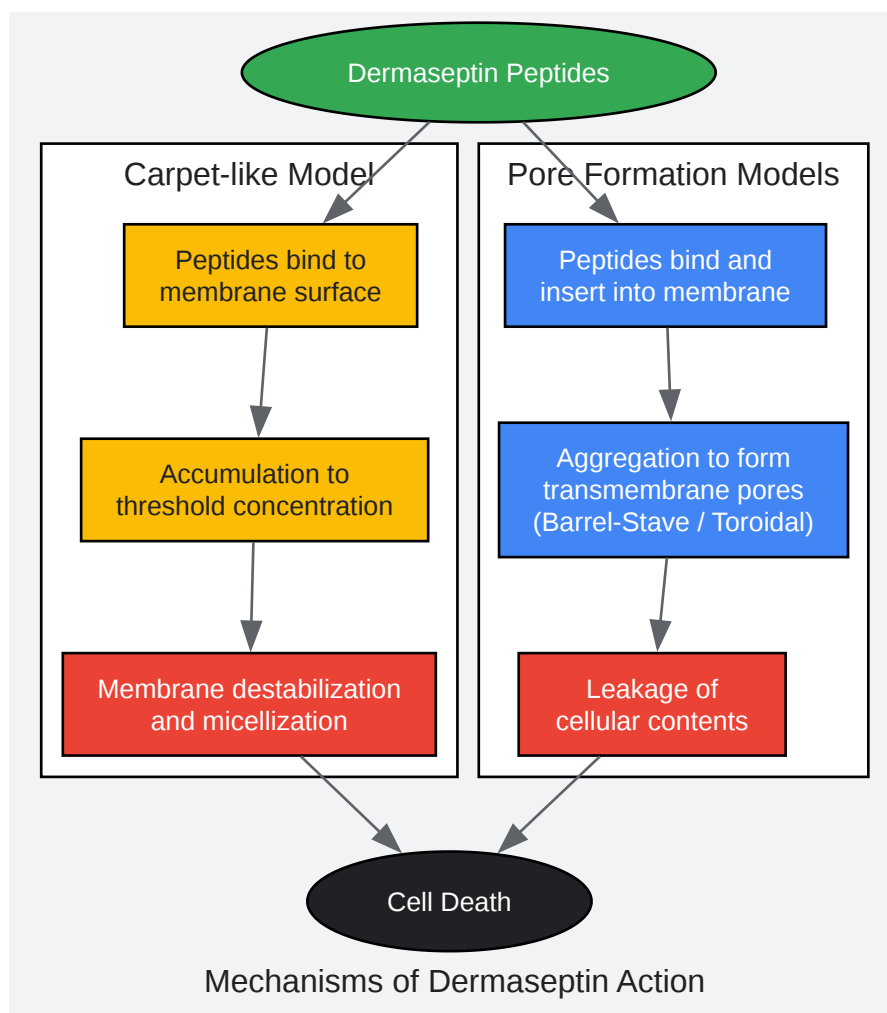 Dermaseptin Peptides
Carpet-like Model
Peptides bind to
membrane surface
Accumulation to
threshold concentration
Membrane destabilization
and micellization
Pore Formation Models
Peptides bind and
insert into membrane
Aggregation to form
transmembrane pores
(Barrel-Stave / Toroidal)
Leakage of
cellular contents
Cell Death
Mechanisms of Dermaseptin Action